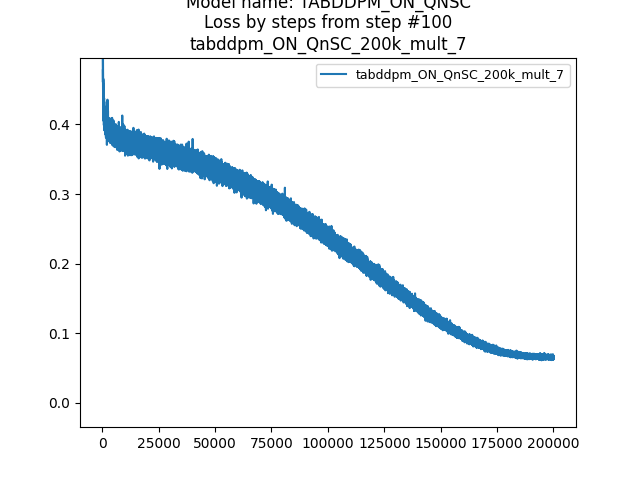 Model name: TABDDPM_ON_QNSC
Loss by steps from step #100
tabddpm_ON_QnSC_200k_mult_7
tabddpm_ON_QnSC_200k_mult_7
0.4
0.3
0.2
0.1
0.0
0 25000 50000 75000 100000 125000 150000 175000 200000